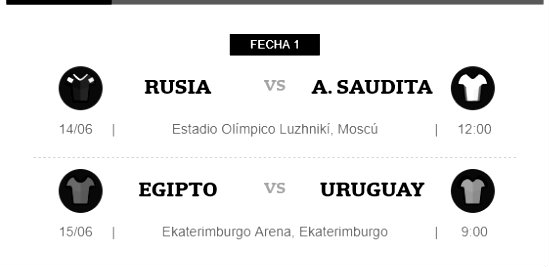 FECHA 1
RUSIA VS A. SAUDITA
14/06 | Estadio Olímpico Luzhnikí, Moscú | 12:00
EGIPTO VS URUGUAY
15/06 | Ekaterimburgo Arena, Ekaterimburgo | 9:00